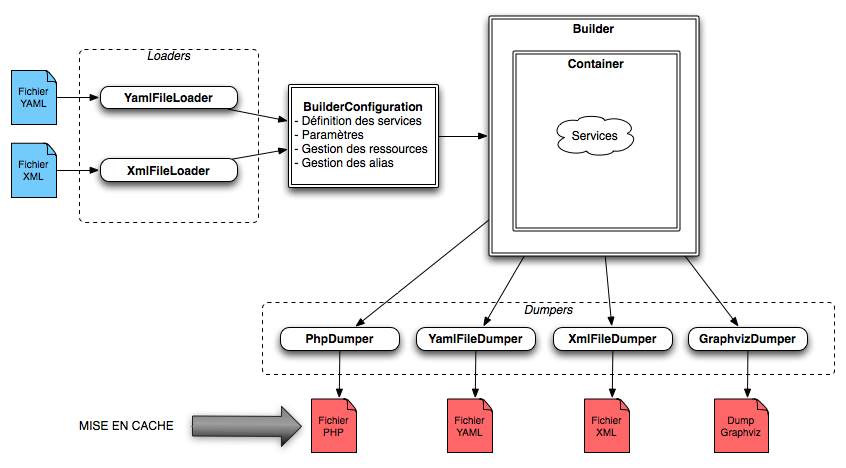 Builder
Loaders
Container
Fichier
YAML
YamlFileLoader
BuilderConfiguration
- Définition des services
- Paramètres
- Gestion des ressources
- Gestion des alias
Services
Fichier
XML
XmlFileLoader
Dumpers
PhpDumper
YamlFileDumper
XmlFileDumper
GraphvizDumper
MISE EN CACHE
Fichier
PHP
Fichier
YAML
Fichier
XML
Dump
Graphviz